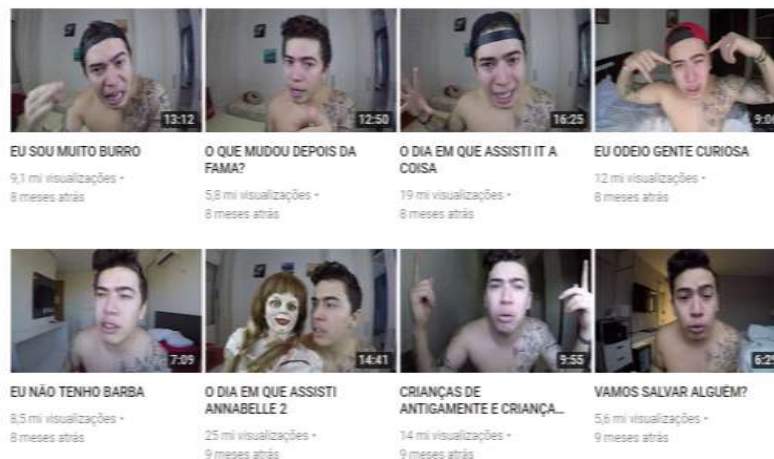 13:12
12:50
16:25
9:06
EU SOU MUITO BURRO
O QUE MUDOU DEPOIS DA
FAMA?
O DIA EM QUE ASSISTI IT A
COISA
EU ODEIO GENTE CURIOSA
9,1 mi visualizações •
8 meses atrás
5,8 mi visualizações •
8 meses atrás
19 mi visualizações •
8 meses atrás
12 mi visualizações •
8 meses atrás
7:09
14:41
9:55
6:29
EU NÃO TENHO BARBA
O DIA EM QUE ASSISTI
ANNABELLE 2
CRIANÇAS DE
ANTIGAMENTE E CRIANÇA...
VAMOS SALVAR ALGUÉM?
8,5 mi visualizações •
8 meses atrás
25 mi visualizações •
9 meses atrás
14 mi visualizações •
9 meses atrás
5,6 mi visualizações •
9 meses atrás